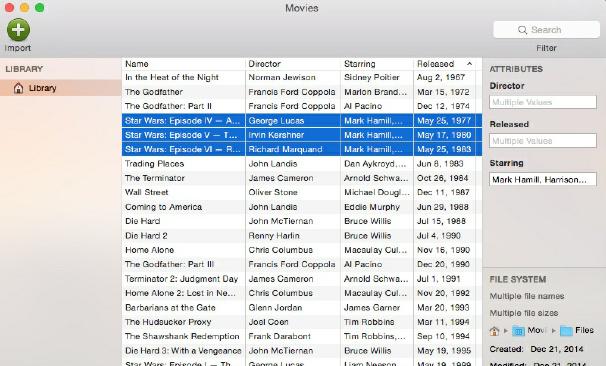 Movies
Import
Search
Filter
LIBRARY
Library
Name Director Starring Released
In the Heat of the Night Norman Jewison Sidney Poitier Aug 2, 1967
The Godfather Francis Ford Coppola Marlon Brand... Mar 15, 1972
The Godfather: Part II Francis Ford Coppola Al Pacino Dec 12, 1974
Star Wars: Episode IV — A... George Lucas Mark Hamill,... May 25, 1977
Star Wars: Episode V — T... Irvin Kershner Mark Hamill,... May 17, 1980
Star Wars: Episode VI — R... Richard Marquand Mark Hamill,... May 25, 1983
Trading Places John Landis Dan Aykroyd,... Jun 8, 1983
The Terminator James Cameron Arnold Schwa... Oct 26, 1984
Wall Street Oliver Stone Michael Dougl... Dec 11, 1987
Coming to America John Landis Eddie Murphy Jun 29, 1988
Die Hard John McTiernan Bruce Willis Jul 15, 1988
Die Hard 2 Renny Harlin Bruce Willis Jul 4, 1990
Home Alone Chris Columbus Macaulay Cul... Nov 16, 1990
The Godfather: Part III Francis Ford Coppola Al Pacino Dec 20, 1990
Terminator 2: Judgment Day James Cameron Arnold Schwa... Jul 1, 1991
Home Alone 2: Lost in Ne... Chris Columbus Macaulay Cul... Nov 20, 1992
Barbarians at the Gate Glenn Jordan James Garner Mar 20, 1993
The Hudsucker Proxy Joel Coen Tim Robbins Mar 11, 1994
The Shawshank Redemption Frank Darabont Tim Robbins... Sep 10, 1994
Die Hard 3: With a Vengeance John McTiernan Bruce Willis May 19, 1995
Star Wars: Episode I — Th... George Lucas Liam Neeson... May 19, 1999
ATTRIBUTES
Director
Multiple Values
Released
Multiple Values
Starring
Mark Hamill, Harrison...
FILE SYSTEM
Multiple file names
Multiple file sizes
Movi Files
Created: Dec 21, 2014
Modified: Dec 21, 2014